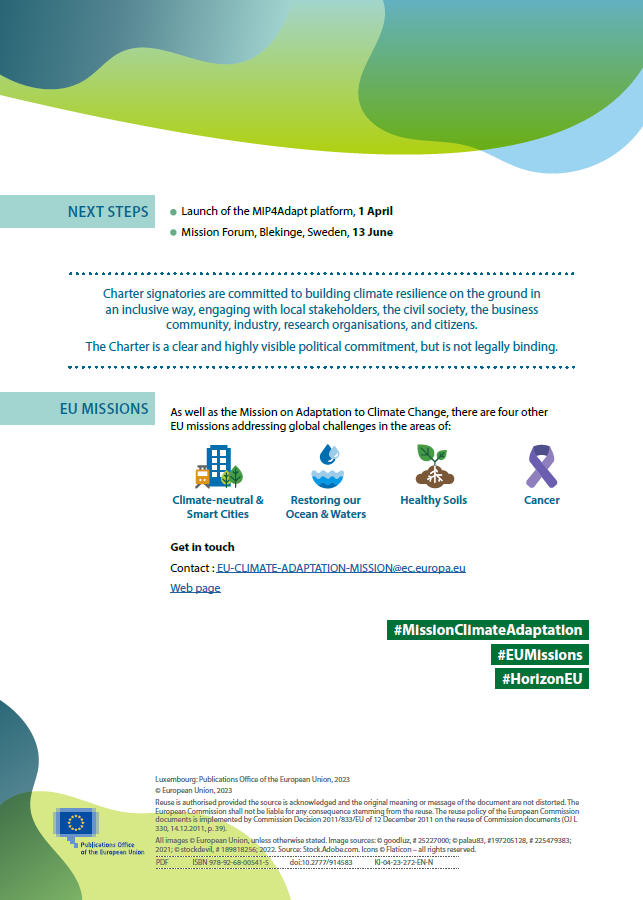 NEXT STEPS
Launch of the MIP4Adapt platform, 1 April
Mission Forum, Blekinge, Sweden, 13 June
Charter signatories are committed to building climate resilience on the ground in
an inclusive way, engaging with local stakeholders, the civil society, the business
community, industry, research organisations, and citizens.
The Charter is a clear and highly visible political commitment, but is not legally binding.
EU MISSIONS
As well as the Mission on Adaptation to Climate Change, there are four other
EU missions addressing global challenges in the areas of:
Climate-neutral &
Smart Cities
Restoring our
Ocean & Waters
Healthy Soils
Cancer
Get in touch
Contact : EU-CLIMATE-ADAPTATION-MISSION@ec.europa.eu
Web page
#MissionClimateAdaptation
#EUMissions
#HorizonEU
Luxembourg: Publications Office of the European Union, 2023
© European Union, 2023
Reuse is authorised provided the source is acknowledged and the original meaning or message of the document are not distorted. The
European Commission shall not be liable for any consequence stemming from the reuse. The reuse policy of the European Commission
documents is implemented by Commission Decision 2011/833/EU of 12 December 2011 on the reuse of Commission documents (OJ L
330, 14.12.2011, p. 39).
All images © European Union, unless otherwise stated. Image sources: © goodluz, # 25227000; © palau83, #197205128, # 225479383;
2021; © stockdevil, # 189818256; 2022. Source: Stock.Adobe.com. Icons © Flaticon – all rights reserved.
PDF ISBN 978-92-68-00541-5 doi:10.2777/914583 KI-04-23-272-EN-N
Publications Office
of the European Union